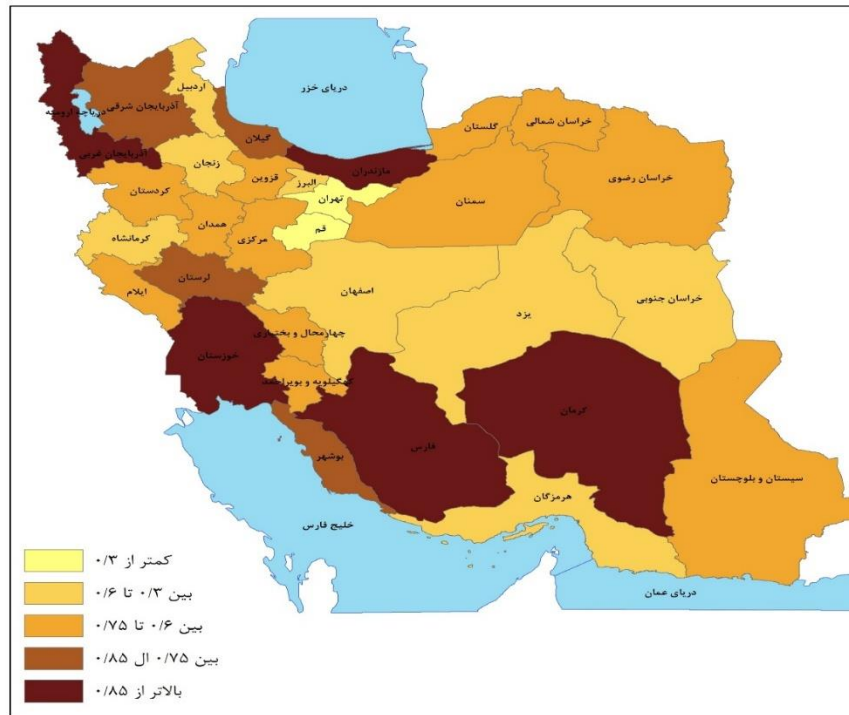 دریای خزر
اردبیل
آذربایجان شرقی
دریاچه ارومیه
گیلان
خراسان شمالی
گلستان
آذربایجان غربی
زنجان
مازندران
قزوین
البرز
خراسان رضوی
کردستان
تهران
سمنان
همدان
مرکزی
قم
کرمانشاه
لرستان
اصفهان
ایلام
خراسان جنوبی
یزد
چهارمحال و بختیاری
خوزستان
کهگیلویه و بویراحمد
کرمان
فارس
بوشهر
سیستان و بلوچستان
هرمزگان
خلیج فارس
دریای عمان
کمتر از ۰/۳
بین ۰/۳ تا ۰/۶
بین ۰/۶ تا ۰/۷۵
بین ۰/۷۵ ال ۰/۸۵
بالاتر از ۰/۸۵